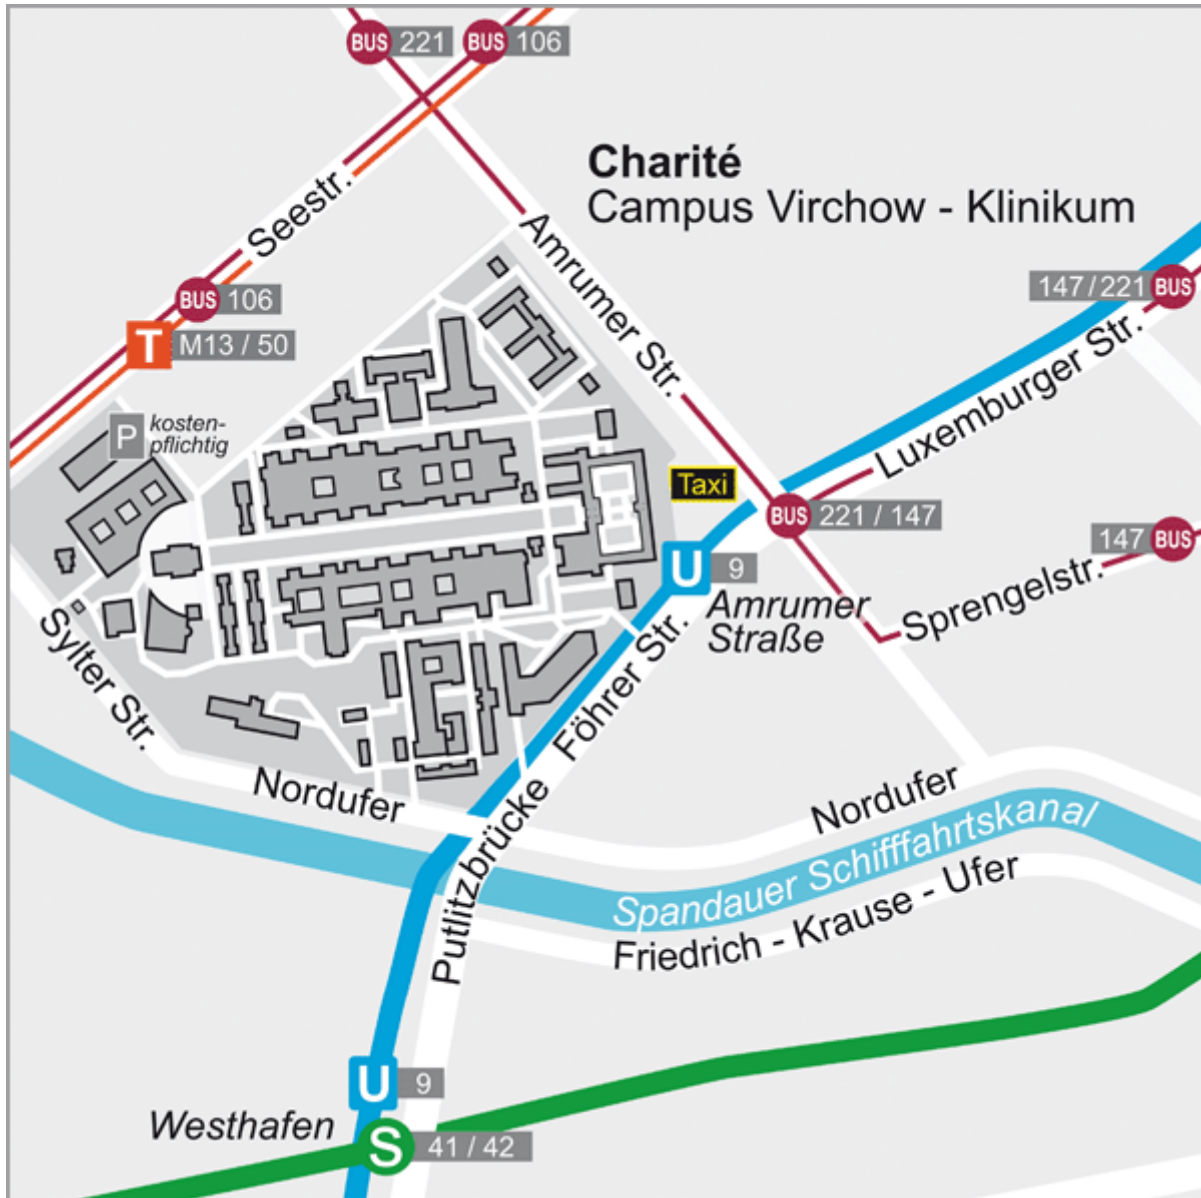 BUS 221
BUS 106
Charité
Campus Virchow - Klinikum
Seestr.
Amrumer Str.
147 / 221 BUS
BUS 106
T M13 / 50
Luxemburger Str.
P kosten-
pflichtig
Taxi
BUS 221 / 147
147 BUS
U 9
Amrumer
Straße
Sprengelstr.
Sylter Str.
Föhrer Str.
Nordufer
Nordufer
Putlitzbrücke
Spandauer Schifffahrtskanal
Friedrich - Krause - Ufer
U 9
Westhafen
S 41 / 42